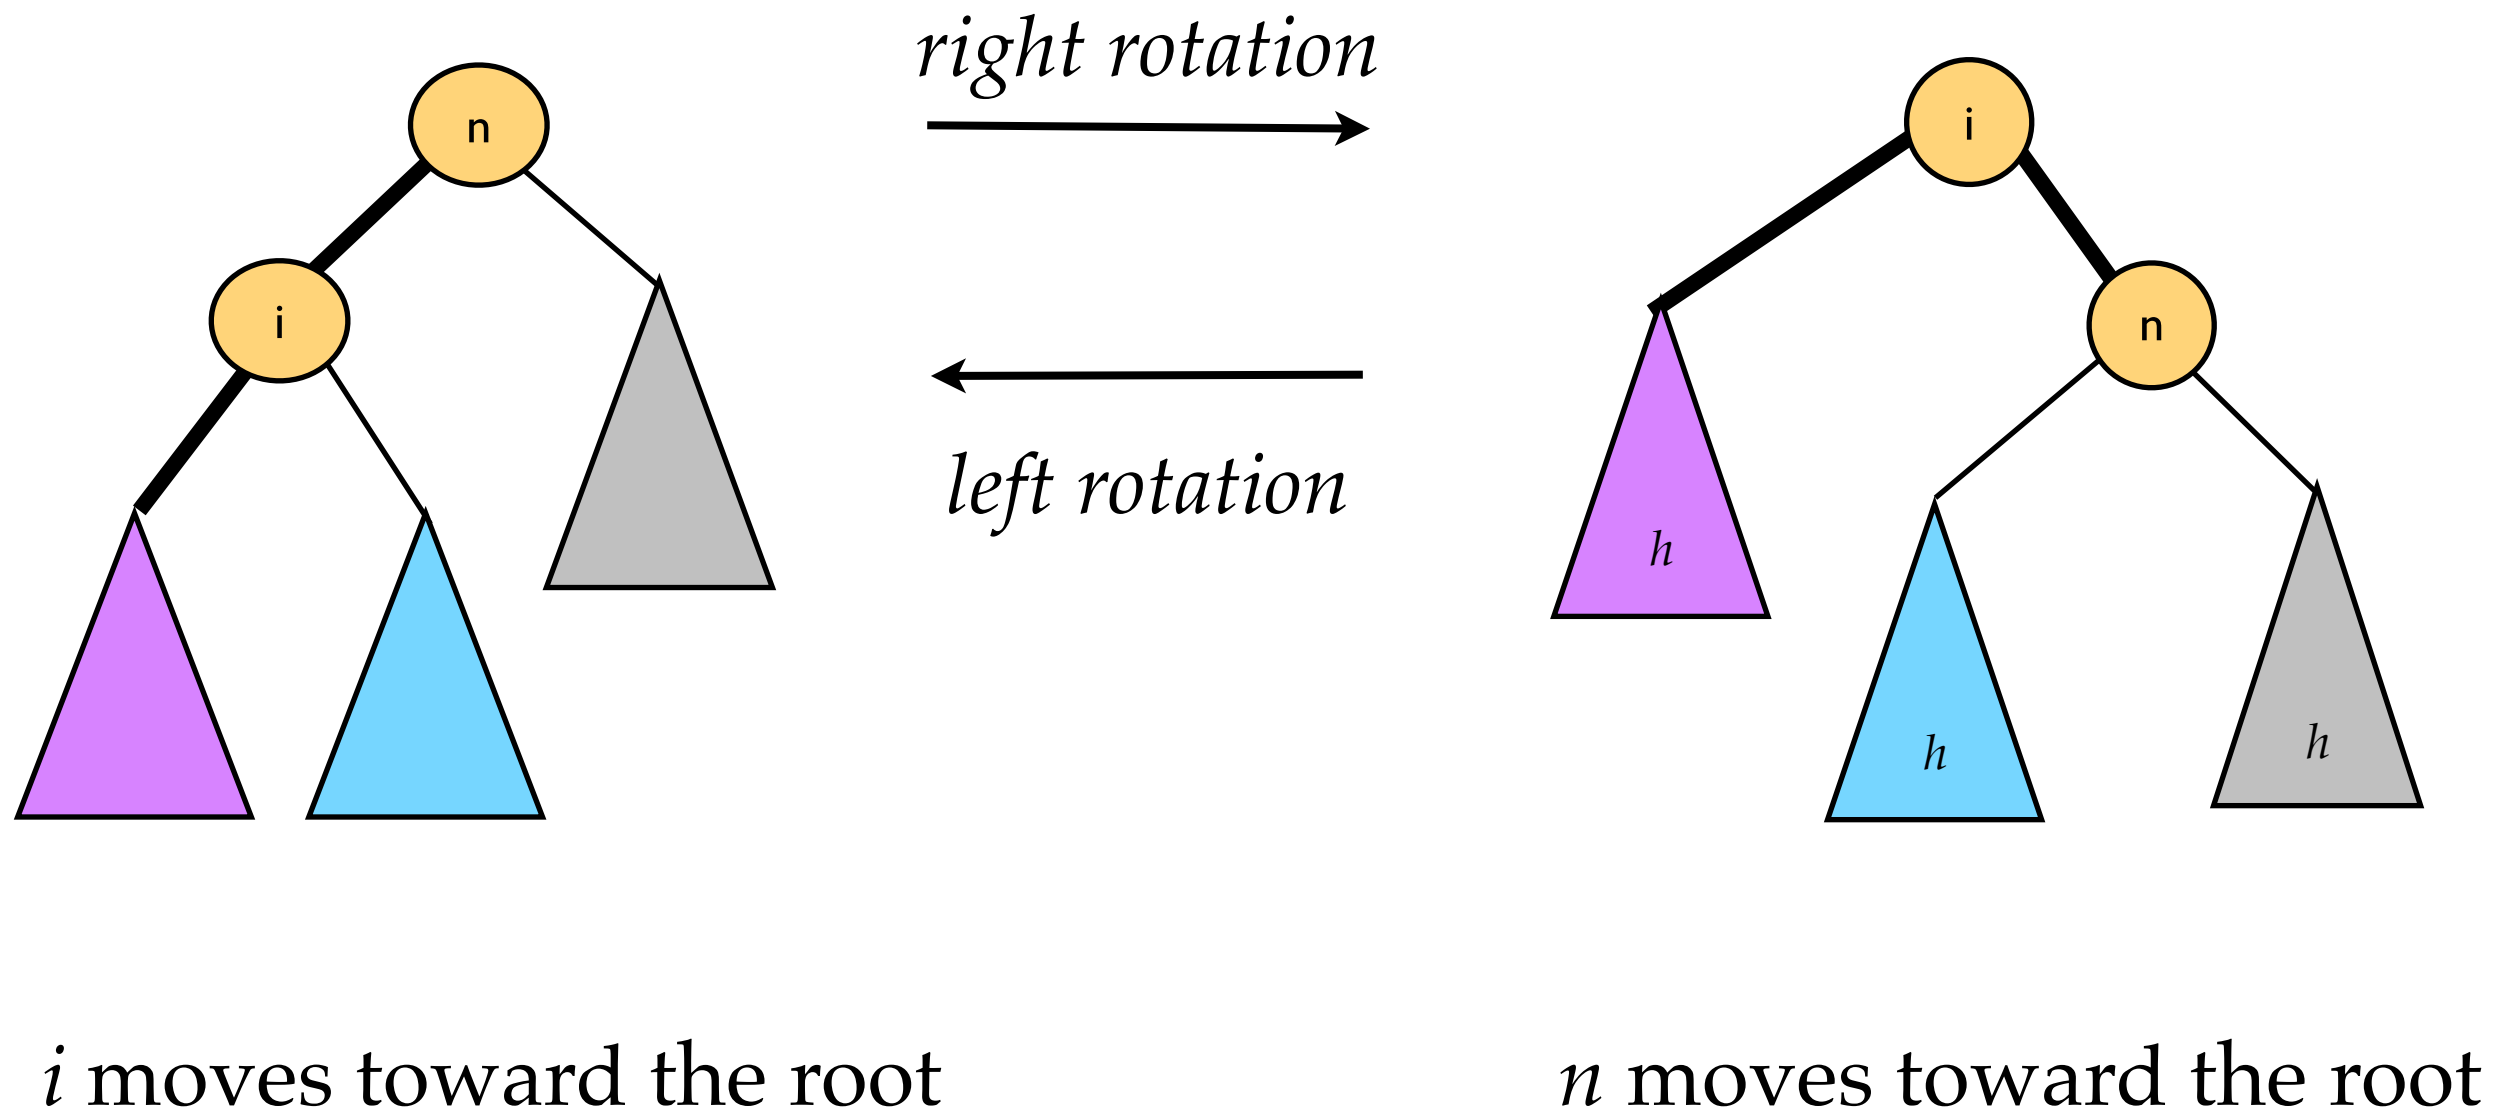 right rotation
n
i
i
n
left rotation
h
h
h
i moves toward the root
n moves toward the root